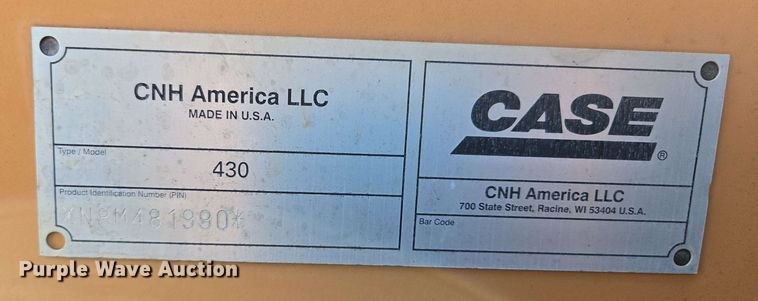 CNH America LLC
MADE IN U.S.A.
Type / Model
430
Product Identification Number (PIN)
*N8M481980*
CASE
®
CNH America LLC
700 State Street, Racine, WI 53404 U.S.A.
Bar Code
Purple Wave Auction